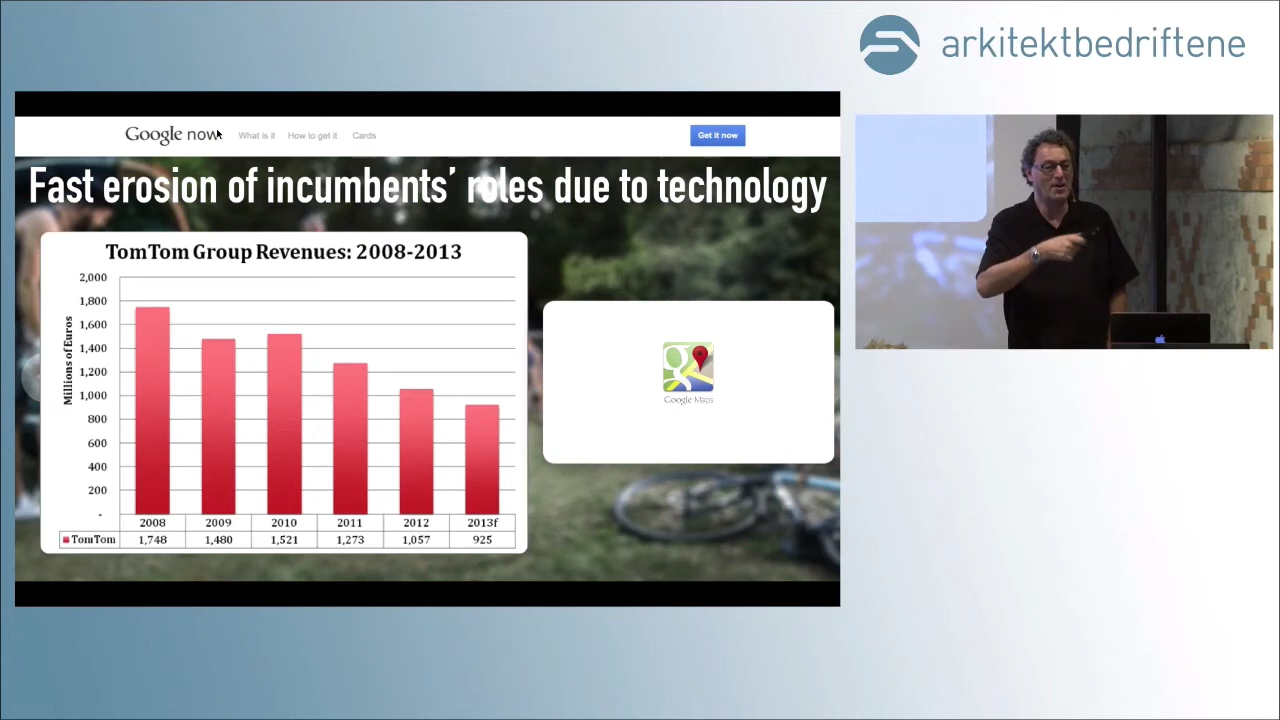 arkitektbedriftene
Google now What is it How to get it Cards Get it now
Fast erosion of incumbents' roles due to technology
TomTom Group Revenues: 2008-2013
Millions of Euros
2,000
1,800
1,600
1,400
1,200
1,000
800
600
400
200
-
2008 2009 2010 2011 2012 2013f
TomTom 1,748 1,480 1,521 1,273 1,057 925
g
Google Maps